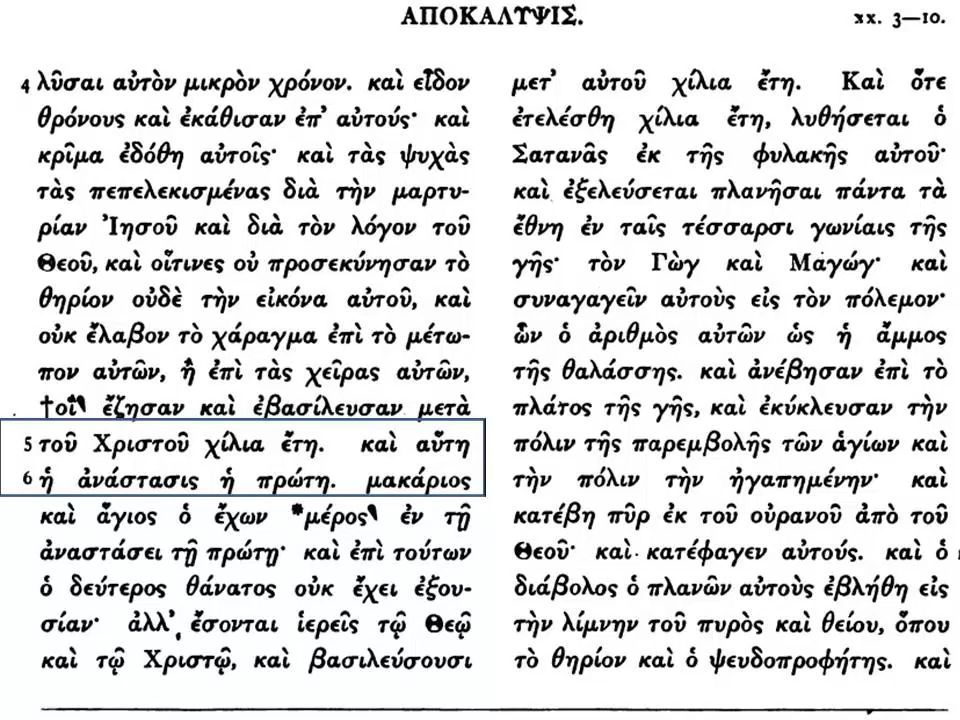 ΑΠΟΚΑΛΥΨΙΣ.
xx. 3—10.
4 λῦσαι αὐτὸν μικρὸν χρόνον. καὶ εἶδον
θρόνους καὶ ἐκάθισαν ἐπ' αὐτούς· καὶ
κρῖμα ἐδόθη αὐτοῖς· καὶ τὰς ψυχὰς
τὰς πεπελεκισμένας διὰ τὴν μαρτυ-
ρίαν Ἰησοῦ καὶ διὰ τὸν λόγον τοῦ
Θεοῦ, καὶ οἵτινες οὐ προσεκύνησαν τὸ
θηρίον οὐδὲ τὴν εἰκόνα αὐτοῦ, καὶ
οὐκ ἔλαβον τὸ χάραγμα ἐπὶ τὸ μέτω-
πον αὐτῶν, ἢ ἐπὶ τὰς χεῖρας αὐτῶν,
†οἳ⸌ ἔζησαν καὶ ἐβασίλευσαν μετὰ
5 τοῦ Χριστοῦ χίλια ἔτη. καὶ αὕτη
6 ἡ ἀνάστασις ἡ πρώτη. μακάριος
καὶ ἅγιος ὁ ἔχων *μέρος⸌ ἐν τῇ
ἀναστάσει τῇ πρώτῃ· καὶ ἐπὶ τούτων
ὁ δεύτερος θάνατος οὐκ ἔχει ἐξου-
σίαν· ἀλλ' ἔσονται ἱερεῖς τῷ Θεῷ
καὶ τῷ Χριστῷ, καὶ βασιλεύσουσι
μετ' αὐτοῦ χίλια ἔτη. Καὶ ὅτε
ἐτελέσθη χίλια ἔτη, λυθήσεται ὁ
Σατανᾶς ἐκ τῆς φυλακῆς αὐτοῦ·
καὶ ἐξελεύσεται πλανῆσαι πάντα τὰ
ἔθνη ἐν ταῖς τέσσαρσι γωνίαις τῆς
γῆς· τὸν Γὼγ καὶ Μαγώγ· καὶ
συναγαγεῖν αὐτοὺς εἰς τὸν πόλεμον·
ὧν ὁ ἀριθμὸς αὐτῶν ὡς ἡ ἄμμος
τῆς θαλάσσης. καὶ ἀνέβησαν ἐπὶ τὸ
πλάτος τῆς γῆς, καὶ ἐκύκλευσαν τὴν
πόλιν τῆς παρεμβολῆς τῶν ἁγίων καὶ
τὴν πόλιν τὴν ἠγαπημένην· καὶ
κατέβη πῦρ ἐκ τοῦ οὐρανοῦ ἀπὸ τοῦ
Θεοῦ· καὶ κατέφαγεν αὐτούς. καὶ ὁ
διάβολος ὁ πλανῶν αὐτοὺς ἐβλήθη εἰς
τὴν λίμνην τοῦ πυρὸς καὶ θείου, ὅπου
τὸ θηρίον καὶ ὁ ψευδοπροφήτης. καὶ